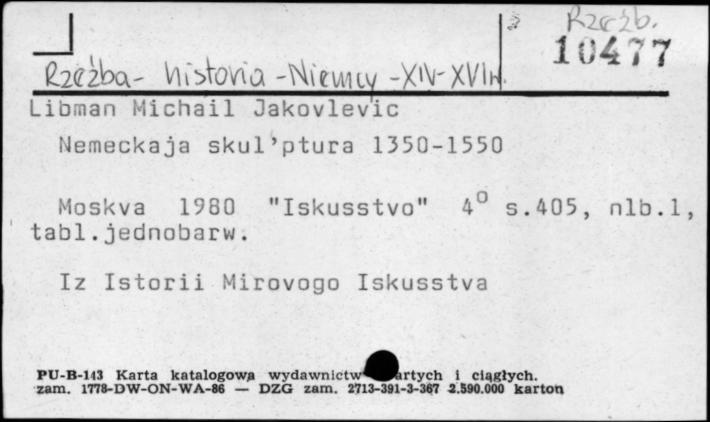 Rzeźb.
10477
Rzeźba - historia - Niemcy - XIV-XVI w.
Libman Michail Jakovlevic
Nemeckaja skul'ptura 1350-1550
Moskva 1980 "Iskusstvo" 4° s.405, nlb.1,
tabl.jednobarw.
Iz Istorii Mirovogo Iskusstva
PU-B-143 Karta katalogowa wydawnictw artych i ciągłych.
zam. 1778-DW-ON-WA-86 — DZG zam. 2713-391-3-367 2.590.000 karton